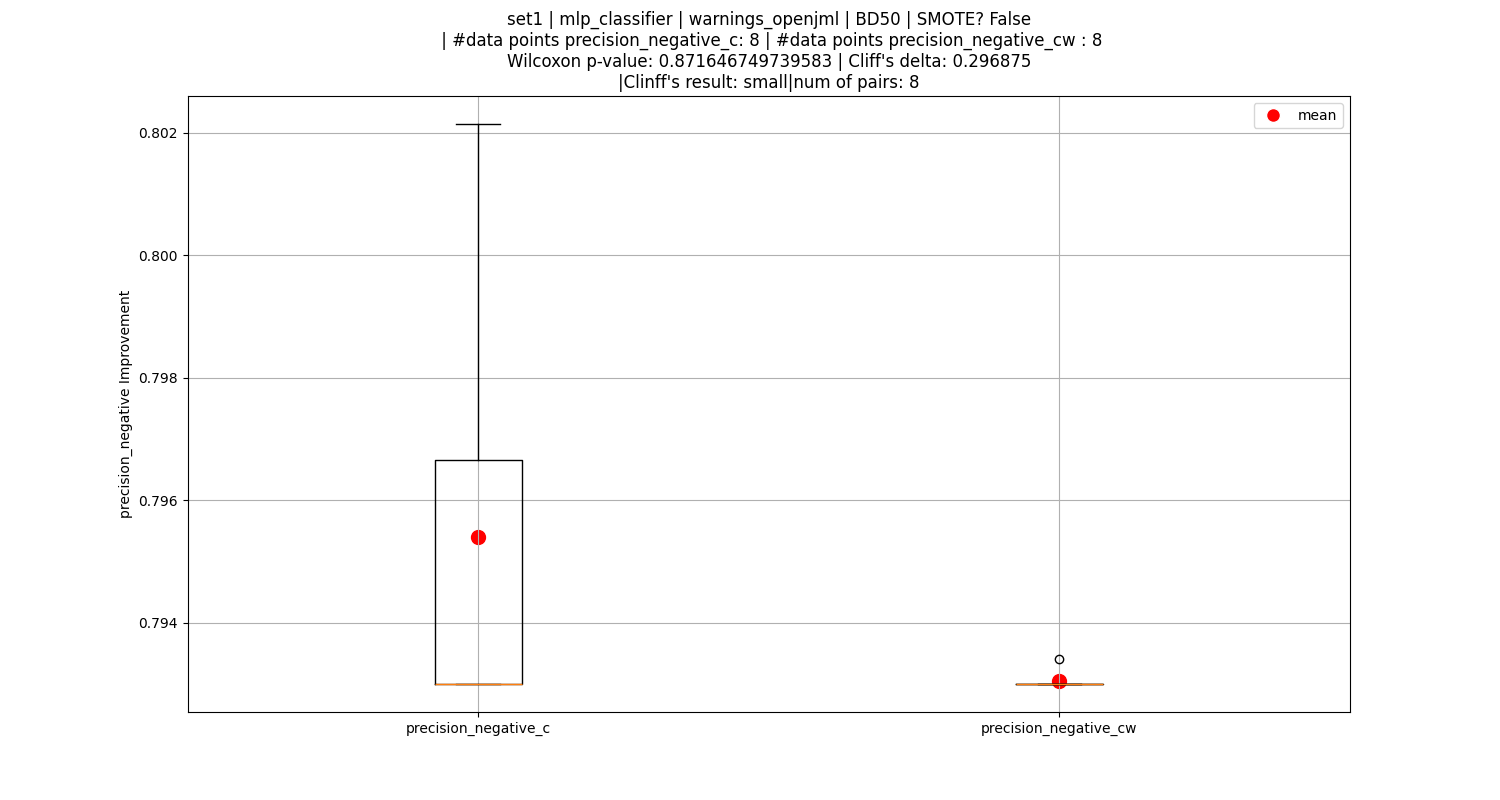 set1 | mlp_classifier | warnings_openjml | BD50 | SMOTE? False
| #data points precision_negative_c: 8 | #data points precision_negative_cw : 8
Wilcoxon p-value: 0.871646749739583 | Cliff's delta: 0.296875
|Clinff's result: small|num of pairs: 8
mean
0.802
0.800
0.798
0.796
0.794
precision_negative Improvement
precision_negative_c
precision_negative_cw